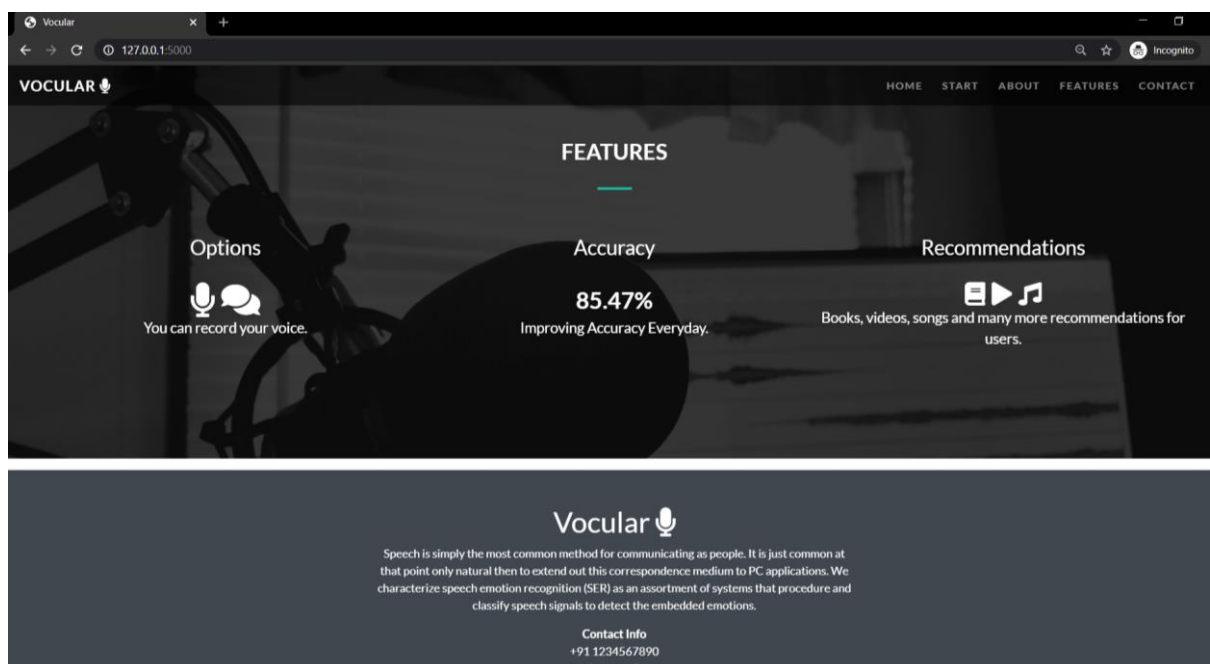 Vocular
127.0.0.1:5000
Incognito
VOCULAR
HOME START ABOUT FEATURES CONTACT
FEATURES
Options
Accuracy
Recommendations
85.47%
You can record your voice.
Improving Accuracy Everyday.
Books, videos, songs and many more recommendations for
users.
Vocular
Speech is simply the most common method for communicating as people. It is just common at
that point only natural then to extend out this correspondence medium to PC applications. We
characterize speech emotion recognition (SER) as an assortment of systems that procedure and
classify speech signals to detect the embedded emotions.
Contact Info
+91 1234567890